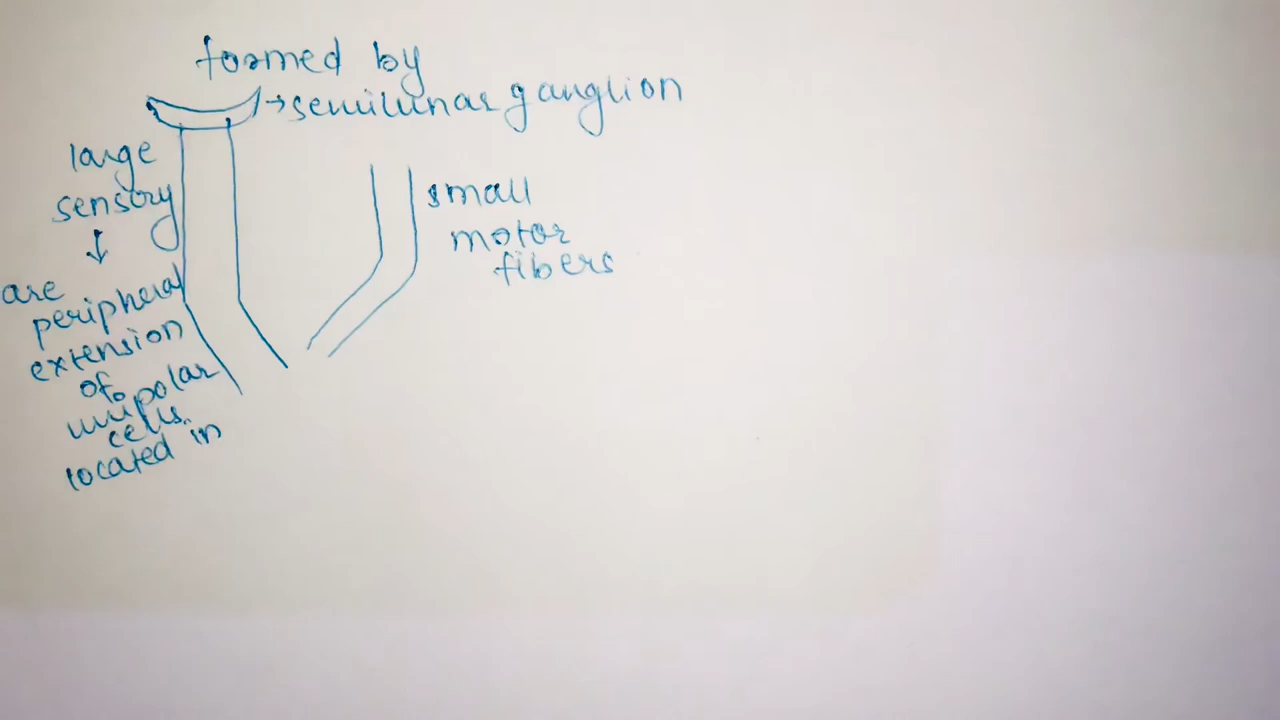 formed by
→ semilunar ganglion
large
sensory
↓
are
peripheral
extension
of
unipolar
cells.
located in
small
motor
fibers